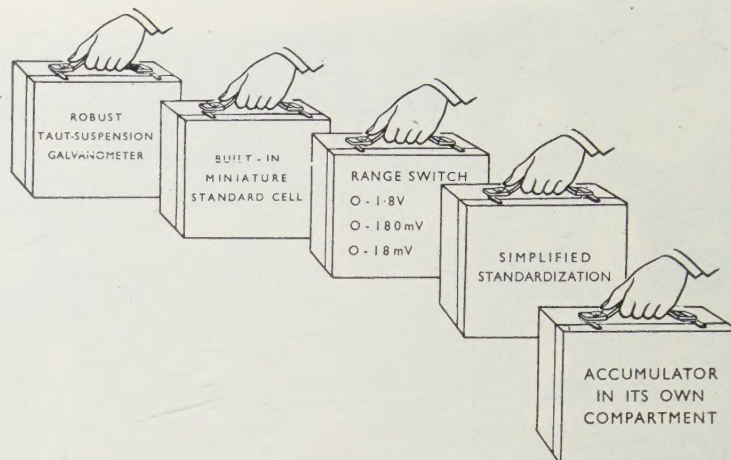 ROBUST
TAUT-SUSPENSION
GALVANOMETER
BUILT-IN
MINIATURE
STANDARD CELL
RANGE SWITCH
O - 1·8V
O - 180mV
O - 18mV
SIMPLIFIED
STANDARDIZATION
ACCUMULATOR
IN ITS OWN
COMPARTMENT